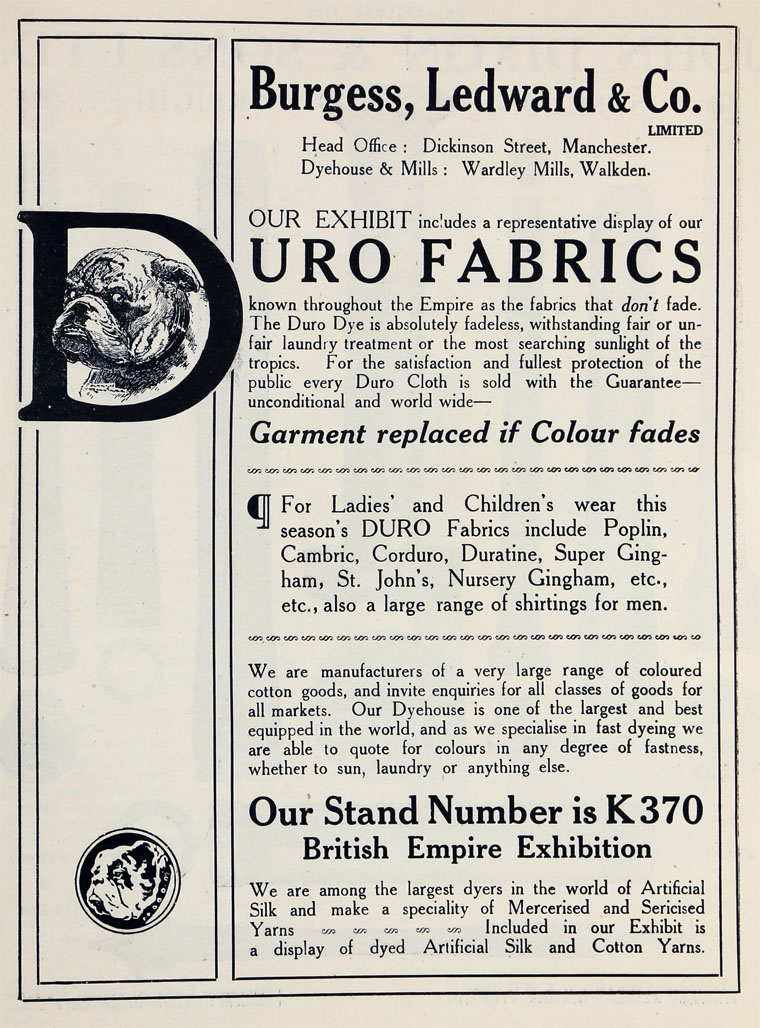 Burgess, Ledward & Co.
LIMITED
Head Office : Dickinson Street, Manchester.
Dyehouse & Mills : Wardley Mills, Walkden.
OUR EXHIBIT includes a representative display of our
DURO FABRICS
known throughout the Empire as the fabrics that don't fade.
The Duro Dye is absolutely fadeless, withstanding fair or un-
fair laundry treatment or the most searching sunlight of the
tropics. For the satisfaction and fullest protection of the
public every Duro Cloth is sold with the Guarantee—
unconditional and world wide—
Garment replaced if Colour fades
¶ For Ladies' and Children's wear this
season's DURO Fabrics include Poplin,
Cambric, Corduro, Duratine, Super Ging-
ham, St. John's, Nursery Gingham, etc.,
etc., also a large range of shirtings for men.
We are manufacturers of a very large range of coloured
cotton goods, and invite enquiries for all classes of goods for
all markets. Our Dyehouse is one of the largest and best
equipped in the world, and as we specialise in fast dyeing we
are able to quote for colours in any degree of fastness,
whether to sun, laundry or anything else.
Our Stand Number is K370
British Empire Exhibition
We are among the largest dyers in the world of Artificial
Silk and make a speciality of Mercerised and Sericised
Yarns Included in our Exhibit is
a display of dyed Artificial Silk and Cotton Yarns.